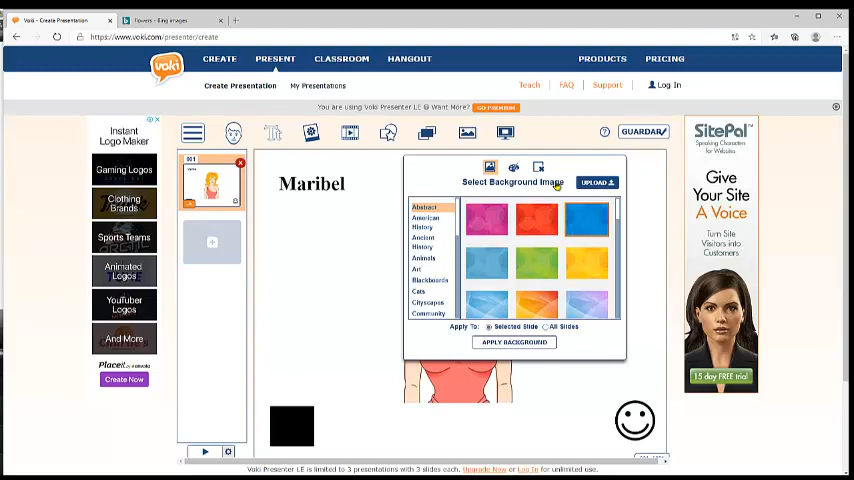 Voki - Create Presentation
flowers - Bing images
https://www.voki.com/presenter/create
voki
CREATE
PRESENT
CLASSROOM
HANGOUT
PRODUCTS
PRICING
Create Presentation
My Presentations
Teach
FAQ
Support
Log In
You are using Voki Presenter LE @ Want More?
GO PREMIUM
Instant
Logo Maker
Gaming Logos
Clothing
Brands
Sports Teams
Animated
Logos
YouTuber
Logos
And More
Placeit
Create Now
Tt
GUARDAR
001
Maribel
Select Background Image
UPLOAD
Abstract
American
History
Ancient
History
Animals
Art
Blackboards
Cats
Cityscapes
Community
Apply To:
Selected Slide
All Slides
APPLY BACKGROUND
SitePal
Speaking Characters
for Websites
Give
Your Site
A Voice
Turn Site
Visitors into
Customers
15 day FREE trial
Voki Presenter LE is limited to 3 presentations with 3 slides each. Upgrade Now or Log In for unlimited use.